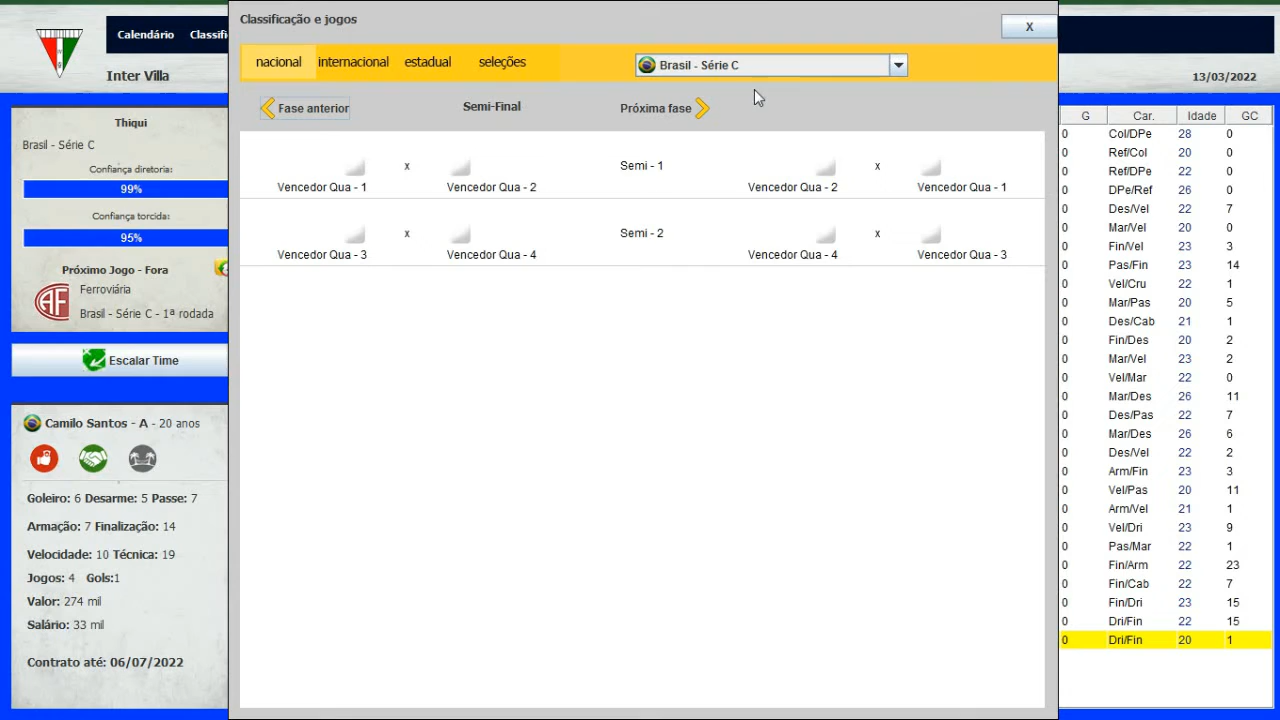 Calendário Classifi
Inter Villa
13/03/2022
Thiqui
Brasil - Série C
Confiança diretoria:
99%
Confiança torcida:
95%
Próximo Jogo - Fora
Ferroviária
Brasil - Série C - 1ª rodada
Escalar Time
Camilo Santos - A - 20 anos
Goleiro: 6 Desarme: 5 Passe: 7
Armação: 7 Finalização: 14
Velocidade: 10 Técnica: 19
Jogos: 4 Gols:1
Valor: 274 mil
Salário: 33 mil
Contrato até: 06/07/2022
Classificação e jogos
X
nacional internacional estadual seleções
Brasil - Série C
Fase anterior Semi-Final Próxima fase
x Semi - 1 x
Vencedor Qua - 1 Vencedor Qua - 2 Vencedor Qua - 2 Vencedor Qua - 1
x Semi - 2 x
Vencedor Qua - 3 Vencedor Qua - 4 Vencedor Qua - 4 Vencedor Qua - 3
G Car. Idade GC
0 Col/DPe 28 0
0 Ref/Col 20 0
0 Ref/DPe 22 0
0 DPe/Ref 26 0
0 Des/Vel 22 7
0 Mar/Vel 20 0
0 Fin/Vel 23 3
0 Pas/Fin 23 14
0 Vel/Cru 22 1
0 Mar/Pas 20 5
0 Des/Cab 21 1
0 Fin/Des 20 2
0 Mar/Vel 23 2
0 Vel/Mar 22 0
0 Mar/Des 26 11
0 Des/Pas 22 7
0 Mar/Des 26 6
0 Des/Vel 22 2
0 Arm/Fin 23 3
0 Vel/Pas 20 11
0 Arm/Vel 21 1
0 Vel/Dri 23 9
0 Pas/Mar 22 1
0 Fin/Arm 22 23
0 Fin/Cab 22 7
0 Fin/Dri 23 15
0 Dri/Fin 22 15
0 Dri/Fin 20 1